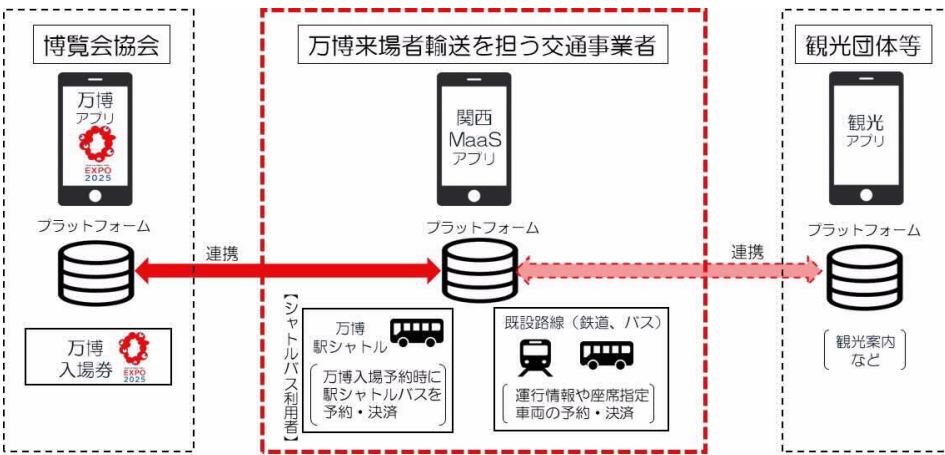 博覧会協会
万博
アプリ
EXPO
2025
プラットフォーム
万博
入場券
EXPO
2025
連携
万博来場者輸送を担う交通事業者
関西
MaaS
アプリ
プラットフォーム
【シャトルバス利用者】
万博
駅シャトル
万博入場予約時に
駅シャトルバスを
予約・決済
既設路線（鉄道、バス）
運行情報や座席指定
車両の予約・決済
連携
観光団体等
観光
アプリ
プラットフォーム
観光案内
など